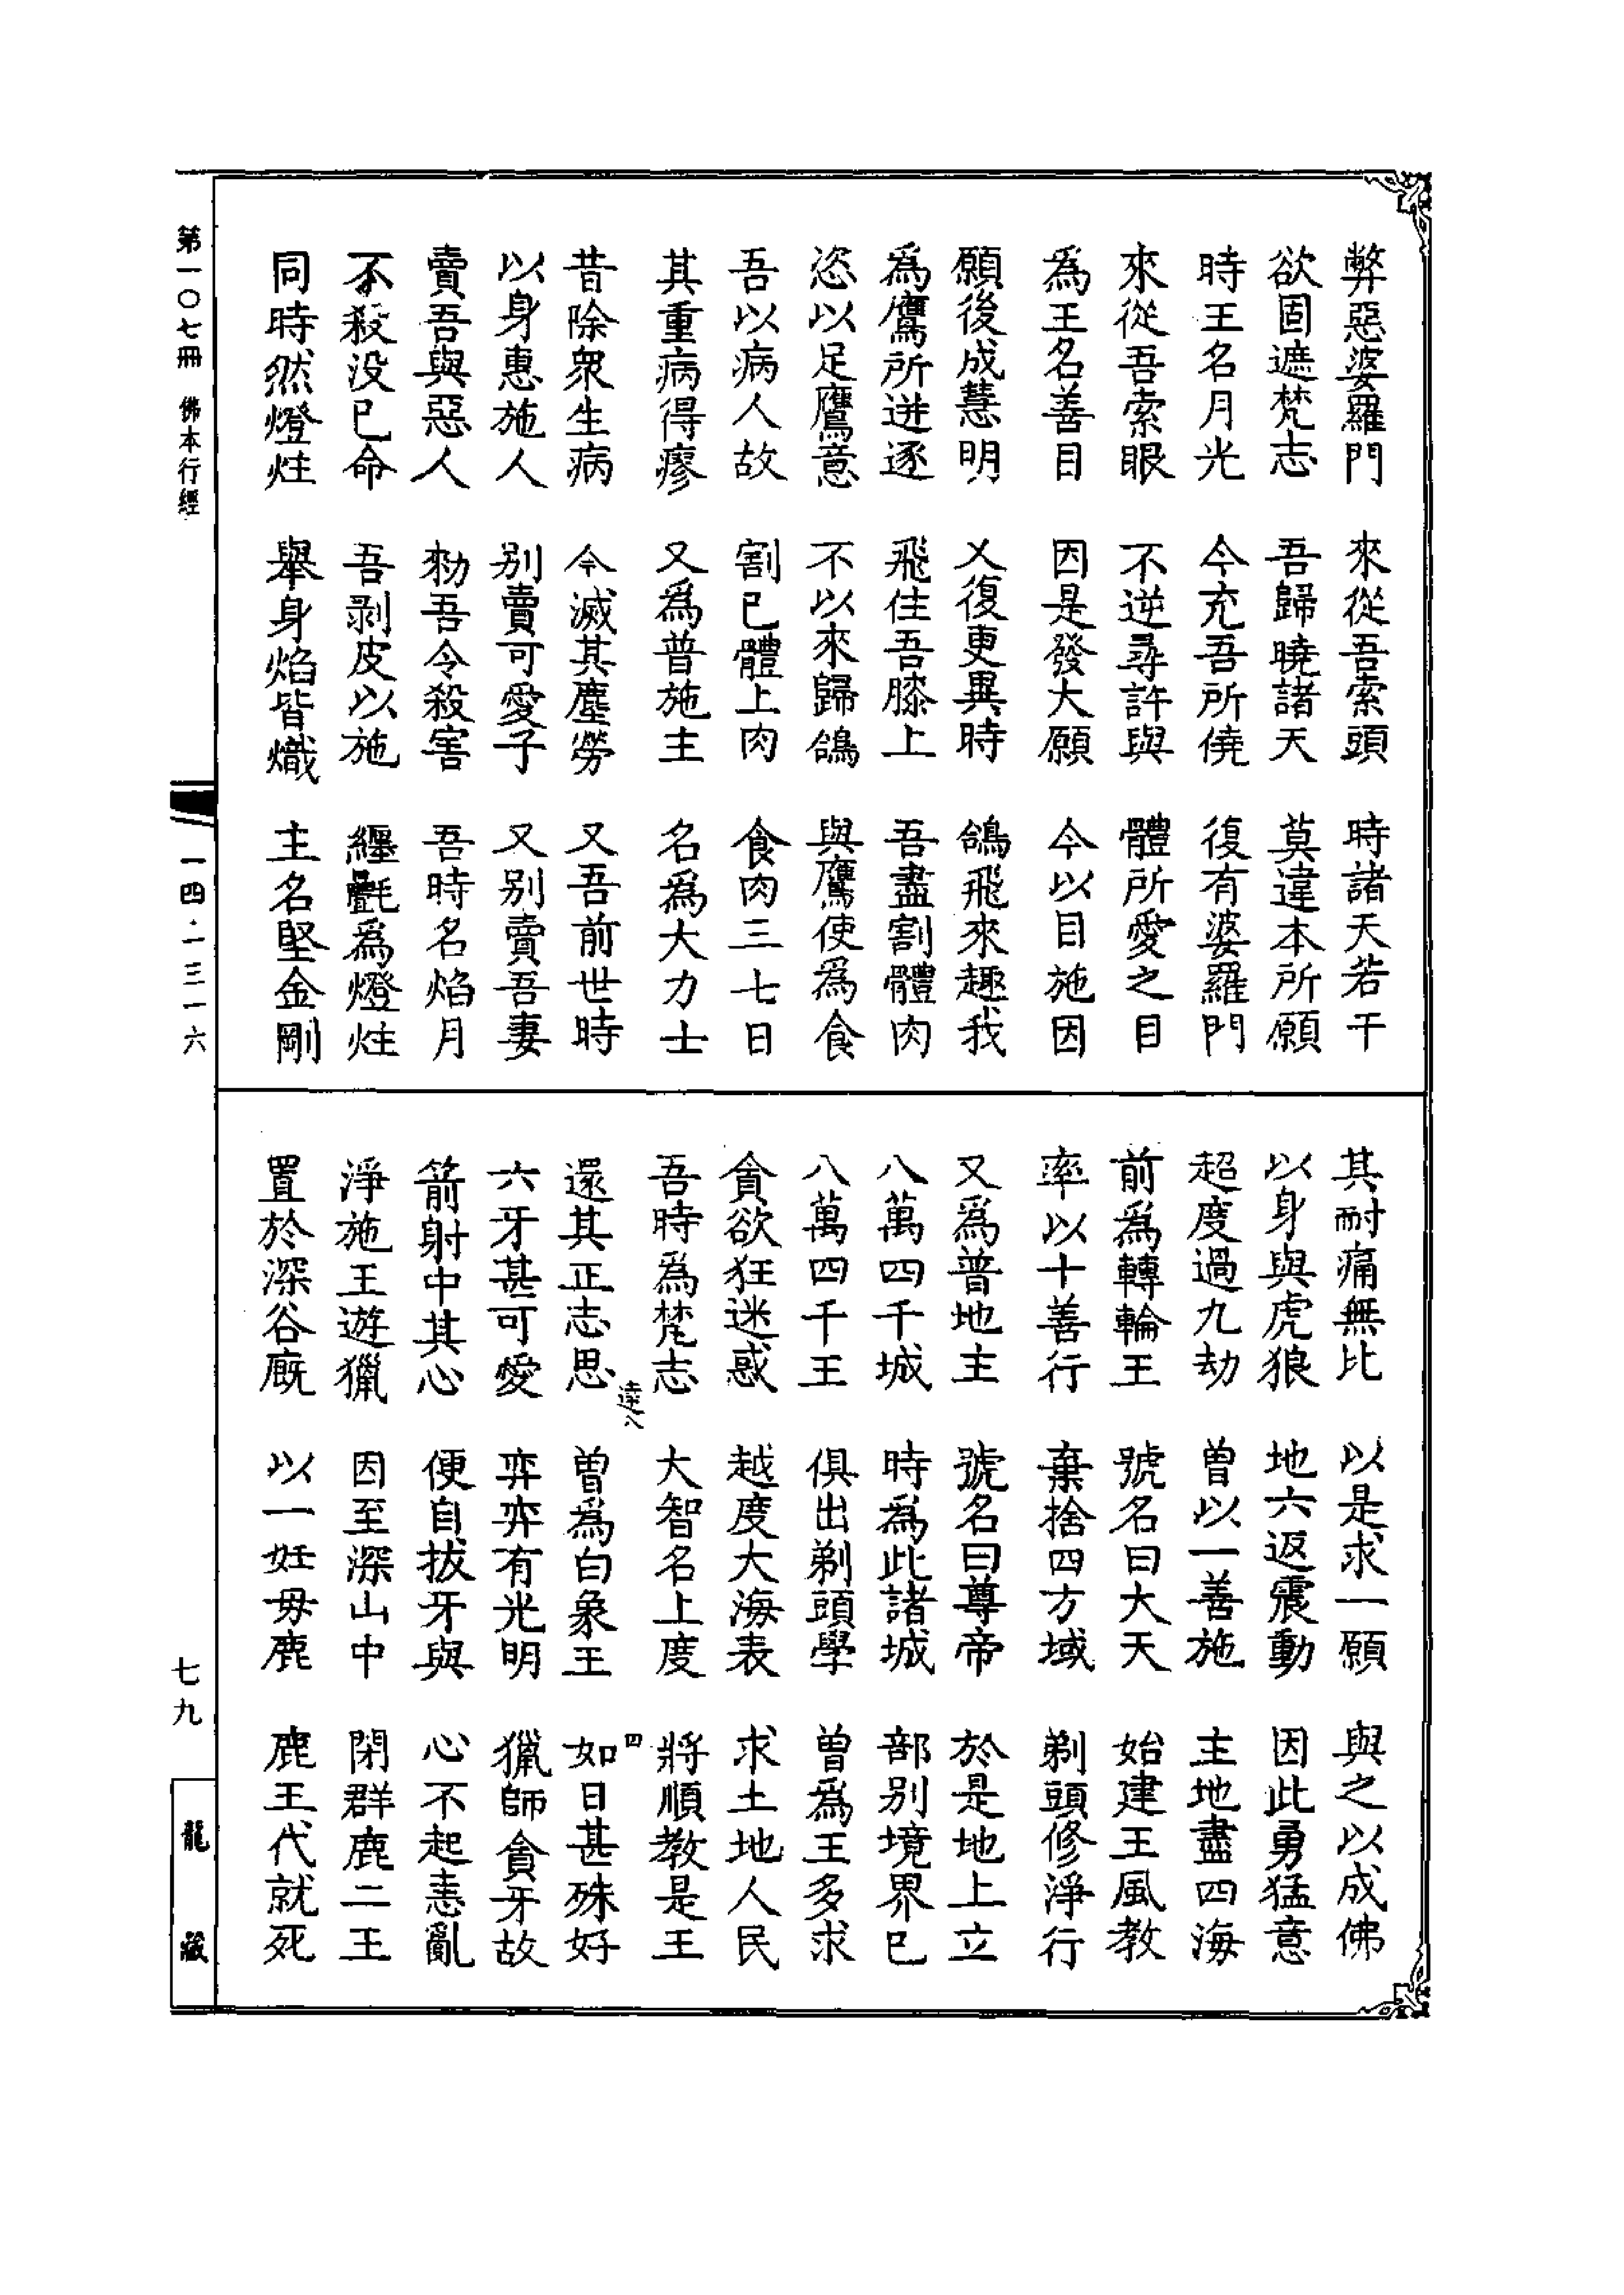 弊惡婆羅門　來從吾索頭　時諸天若干
欲固遮梵志　吾歸曉諸天　莫違本所願
時王名月光　今充吾所僥　復有婆羅門
來從吾索眼　不逆尋許與　體所愛之目
為王名善目　因是發大願　今以目施因
願後成慧明　又復更異時　鴿飛來趣我
為鷹所迸逐　飛住吾膝上　吾盡割體肉
恣以足鷹意　不以來歸鴿　與鷹使為食
吾以病人故　割已體上肉　食肉三七日
其重病得瘳　又為普施主　名為大力士
昔除衆生病　今滅其塵勞　又吾前世時
以身惠施人　別賣可愛子　又別賣吾妻
賣吾與惡人　勑吾令殺害　吾時名焰月
不殺没已命　吾剥皮以施　纏氎為燈炷
同時然燈炷　舉身焰皆熾　主名堅金剛
其耐痛無比　以是求一願　與之以成佛
以身與虎狼　地六返震動　因此勇猛意
超度過九劫　曾以一善施　主地盡四海
前為轉輪王　號名曰大天　始建王風教
率以十善行　棄捨四方域　剃頭修淨行
又為普地主　號名曰尊帝　於是地上立
八萬四千城　時為此諸城　部別境界已
八萬四千王　俱出剃頭學　曾為王多求
貪欲狂迷惑　越度大海表　求土地人民
吾時為梵志　大智名上度　將順教是王
逵八　四
還其正志思　曾為白象王　如日甚殊好
六牙甚可愛　弈弈有光明　獵師貪牙故
箭射中其心　便自拔牙與　心不起恚亂
淨施王遊獵　因至深山中　閑群鹿二王
置於深谷廐　以一妊毋鹿　鹿王代就死
第一〇七冊　佛本行經
一四·一三一六
七九
龍藏